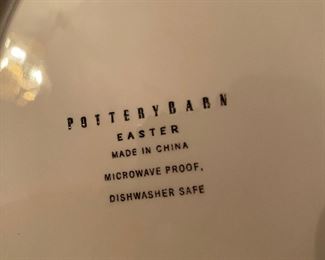 POTTERYBARN
EASTER
MADE IN CHINA
MICROWAVE PROOF,
DISHWASHER SAFE